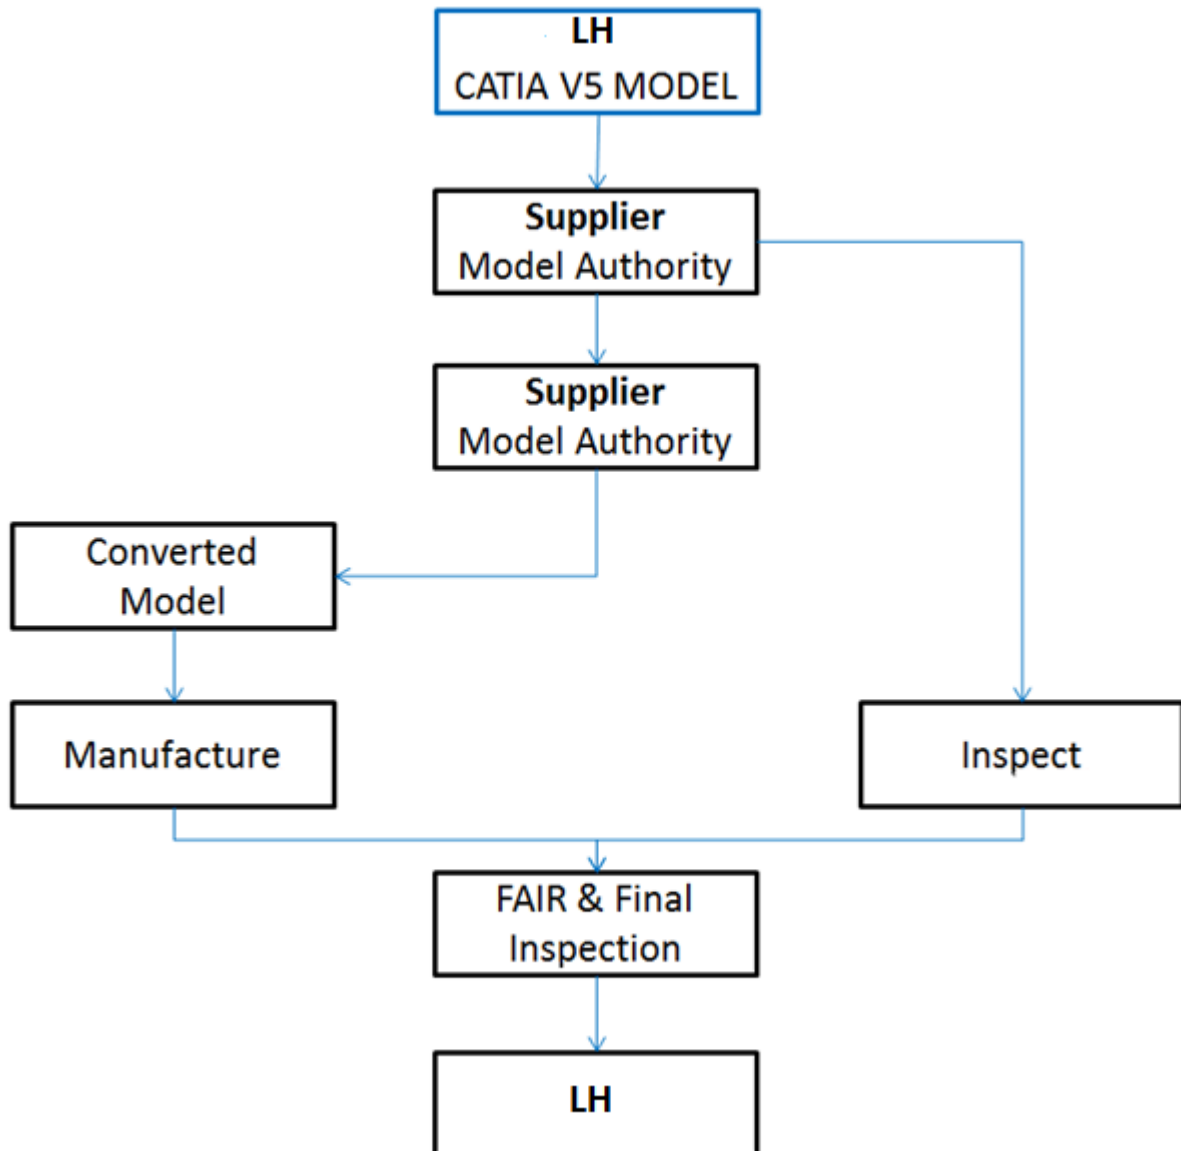 LH
CATIA V5 MODEL
Supplier
Model Authority
Supplier
Model Authority
Converted
Model
Manufacture
Inspect
FAIR & Final
Inspection
LH